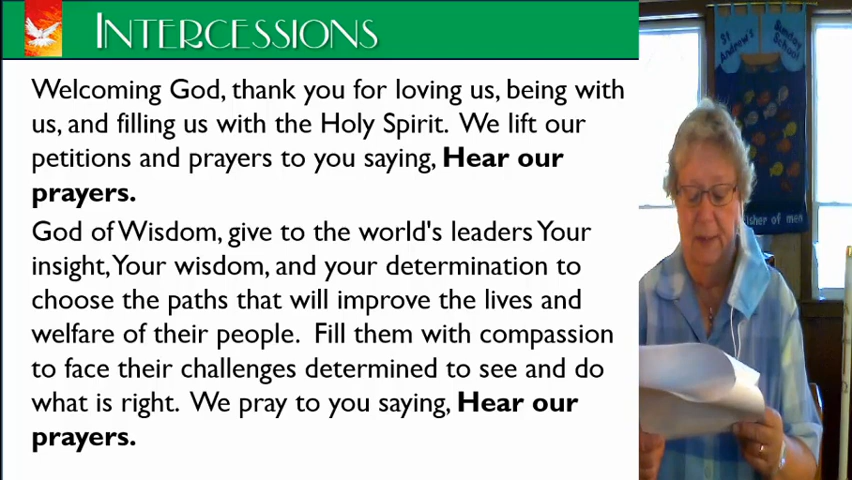 INTERCESSIONS
Welcoming God, thank you for loving us, being with
us, and filling us with the Holy Spirit. We lift our
petitions and prayers to you saying, Hear our
prayers.
God of Wisdom, give to the world's leaders Your
insight, Your wisdom, and your determination to
choose the paths that will improve the lives and
welfare of their people. Fill them with compassion
to face their challenges determined to see and do
what is right. We pray to you saying, Hear our
prayers.
St Andrew's
Sunday School
isher of men